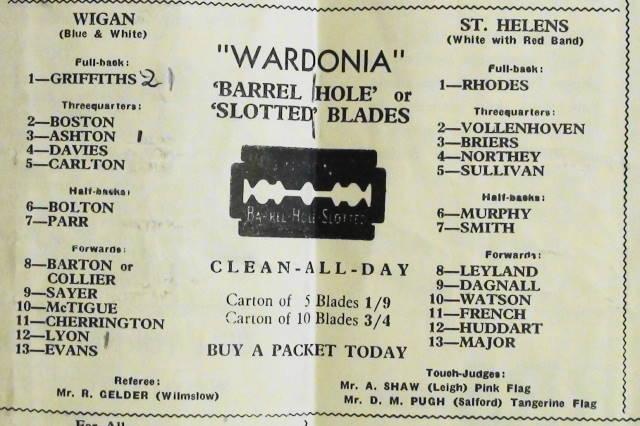 WIGAN
(Blue & White)
Full-back:
1—GRIFFITHS 21
Threequarters:
2—BOSTON
3—ASHTON 1
4—DAVIES
5—CARLTON
Half-backs:
6—BOLTON
7—PARR
Forwards:
8—BARTON or
COLLIER
9—SAYER
10—McTIGUE
11—CHERRINGTON
12—LYON
13—EVANS
Referee:
Mr. R. GELDER (Wilmslow)
"WARDONIA"
'BARREL HOLE' or
'SLOTTED' BLADES
BARREL-HOLE-SLOTTED
CLEAN-ALL-DAY
Carton of 5 Blades 1/9
Carton of 10 Blades 3/4
BUY A PACKET TODAY
ST. HELENS
(White with Red Band)
Full-back:
1—RHODES
Threequarters:
2—VOLLENHOVEN
3—BRIERS
4—NORTHEY
5—SULLIVAN
Half-backs:
6—MURPHY
7—SMITH
Forwards:
8—LEYLAND
9—DAGNALL
10—WATSON
11—FRENCH
12—HUDDART
13—MAJOR
Touch-Judges:
Mr. A. SHAW (Leigh) Pink Flag
Mr. D. M. PUGH (Salford) Tangerine Flag
For All